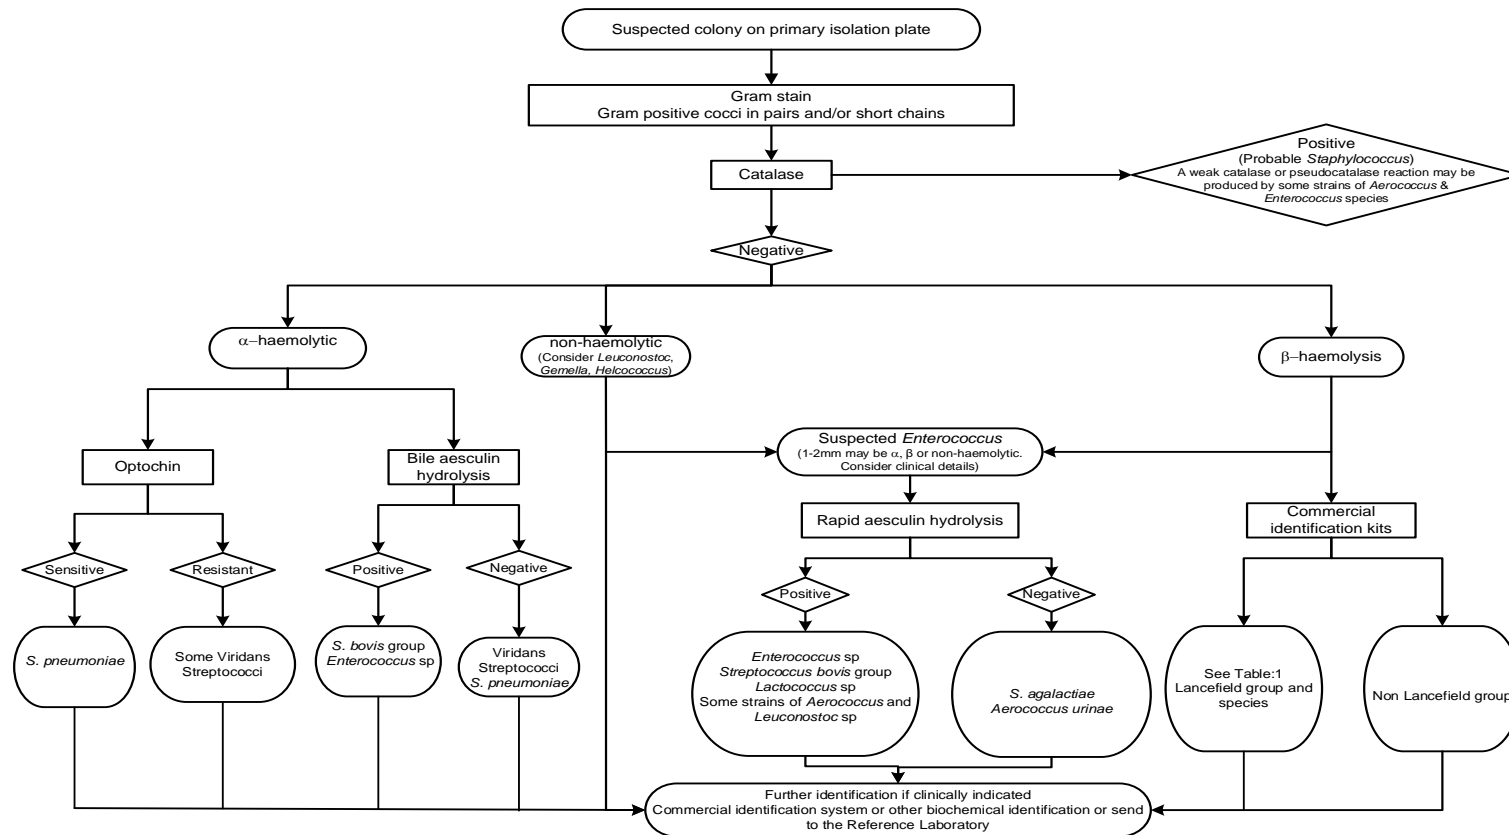 Suspected colony on primary isolation plate
Gram stain
Gram positive cocci in pairs and/or short chains
Catalase
Positive
(Probable Staphylococcus)
A weak catalase or pseudocatalase reaction may be
produced by some strains of Aerococcus &
Enterococcus species
Negative
α–haemolytic
non-haemolytic
(Consider Leuconostoc,
Gemella, Helcococcus)
β–haemolysis
Optochin
Bile aesculin
hydrolysis
Suspected Enterococcus
(1-2mm may be α, β or non-haemolytic.
Consider clinical details)
Rapid aesculin hydrolysis
Commercial
identification kits
Sensitive
Resistant
Positive
Negative
Positive
Negative
S. pneumoniae
Some Viridans
Streptococci
S. bovis group
Enterococcus sp
Viridans
Streptococci
S. pneumoniae
Enterococcus sp
Streptococcus bovis group
Lactococcus sp
Some strains of Aerococcus and
Leuconostoc sp
S. agalactiae
Aerococcus urinae
See Table:1
Lancefield group and
species
Non Lancefield group
Further identification if clinically indicated
Commercial identification system or other biochemical identification or send
to the Reference Laboratory